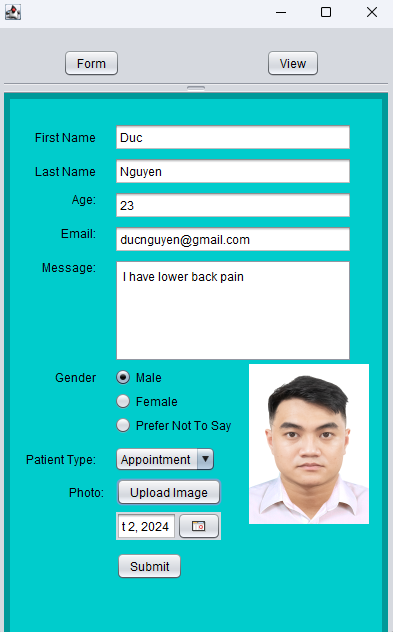 Form View
First Name Duc
Last Name Nguyen
Age: 23
Email: ducnguyen@gmail.com
Message: I have lower back pain
Gender Male
Female
Prefer Not To Say
Patient Type: Appointment
Photo: Upload Image
t 2, 2024
Submit